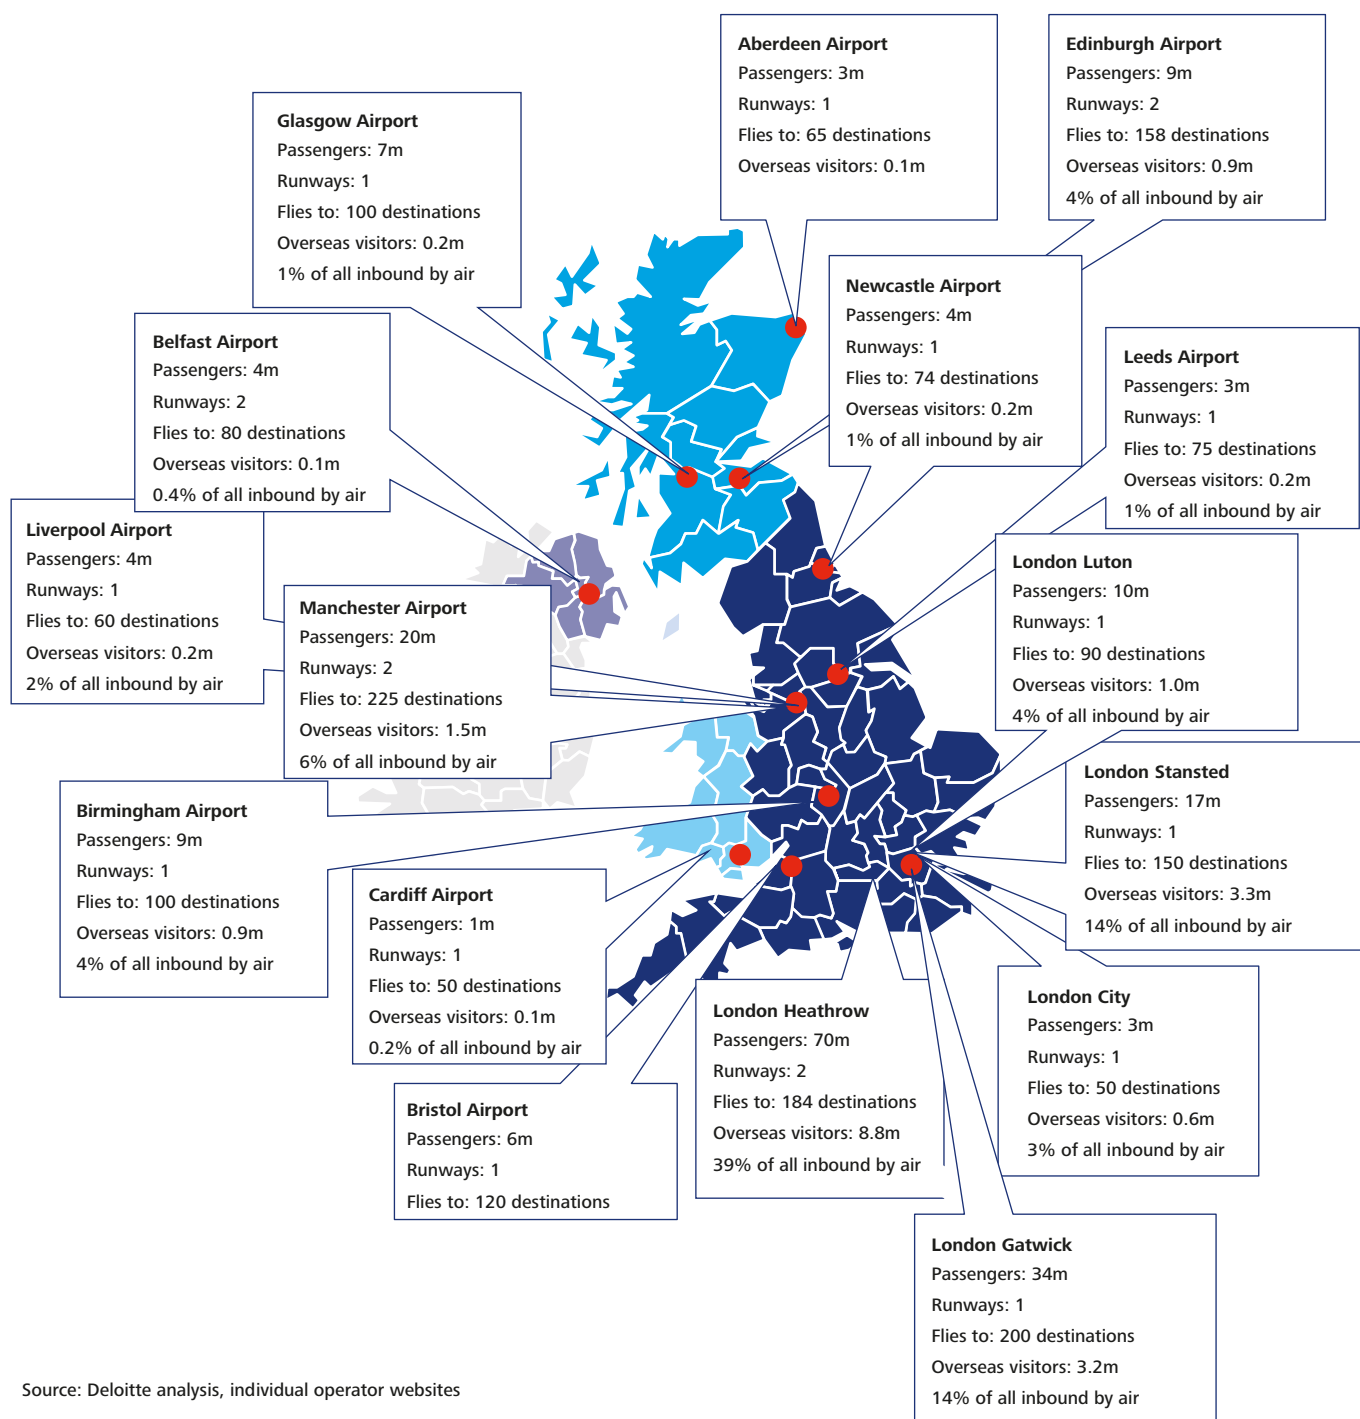 Aberdeen Airport
Passengers: 3m
Runways: 1
Flies to: 65 destinations
Overseas visitors: 0.1m
Edinburgh Airport
Passengers: 9m
Runways: 2
Flies to: 158 destinations
Overseas visitors: 0.9m
4% of all inbound by air
Glasgow Airport
Passengers: 7m
Runways: 1
Flies to: 100 destinations
Overseas visitors: 0.2m
1% of all inbound by air
Newcastle Airport
Passengers: 4m
Runways: 1
Flies to: 74 destinations
Overseas visitors: 0.2m
1% of all inbound by air
Belfast Airport
Passengers: 4m
Runways: 2
Flies to: 80 destinations
Overseas visitors: 0.1m
0.4% of all inbound by air
Leeds Airport
Passengers: 3m
Runways: 1
Flies to: 75 destinations
Overseas visitors: 0.2m
1% of all inbound by air
Liverpool Airport
Passengers: 4m
Runways: 1
Flies to: 60 destinations
Overseas visitors: 0.2m
2% of all inbound by air
Manchester Airport
Passengers: 20m
Runways: 2
Flies to: 225 destinations
Overseas visitors: 1.5m
6% of all inbound by air
London Luton
Passengers: 10m
Runways: 1
Flies to: 90 destinations
Overseas visitors: 1.0m
4% of all inbound by air
London Stansted
Passengers: 17m
Runways: 1
Flies to: 150 destinations
Overseas visitors: 3.3m
14% of all inbound by air
Birmingham Airport
Passengers: 9m
Runways: 1
Flies to: 100 destinations
Overseas visitors: 0.9m
4% of all inbound by air
Cardiff Airport
Passengers: 1m
Runways: 1
Flies to: 50 destinations
Overseas visitors: 0.1m
0.2% of all inbound by air
London Heathrow
Passengers: 70m
Runways: 2
Flies to: 184 destinations
Overseas visitors: 8.8m
39% of all inbound by air
London City
Passengers: 3m
Runways: 1
Flies to: 50 destinations
Overseas visitors: 0.6m
3% of all inbound by air
Bristol Airport
Passengers: 6m
Runways: 1
Flies to: 120 destinations
London Gatwick
Passengers: 34m
Runways: 1
Flies to: 200 destinations
Overseas visitors: 3.2m
14% of all inbound by air
Source: Deloitte analysis, individual operator websites